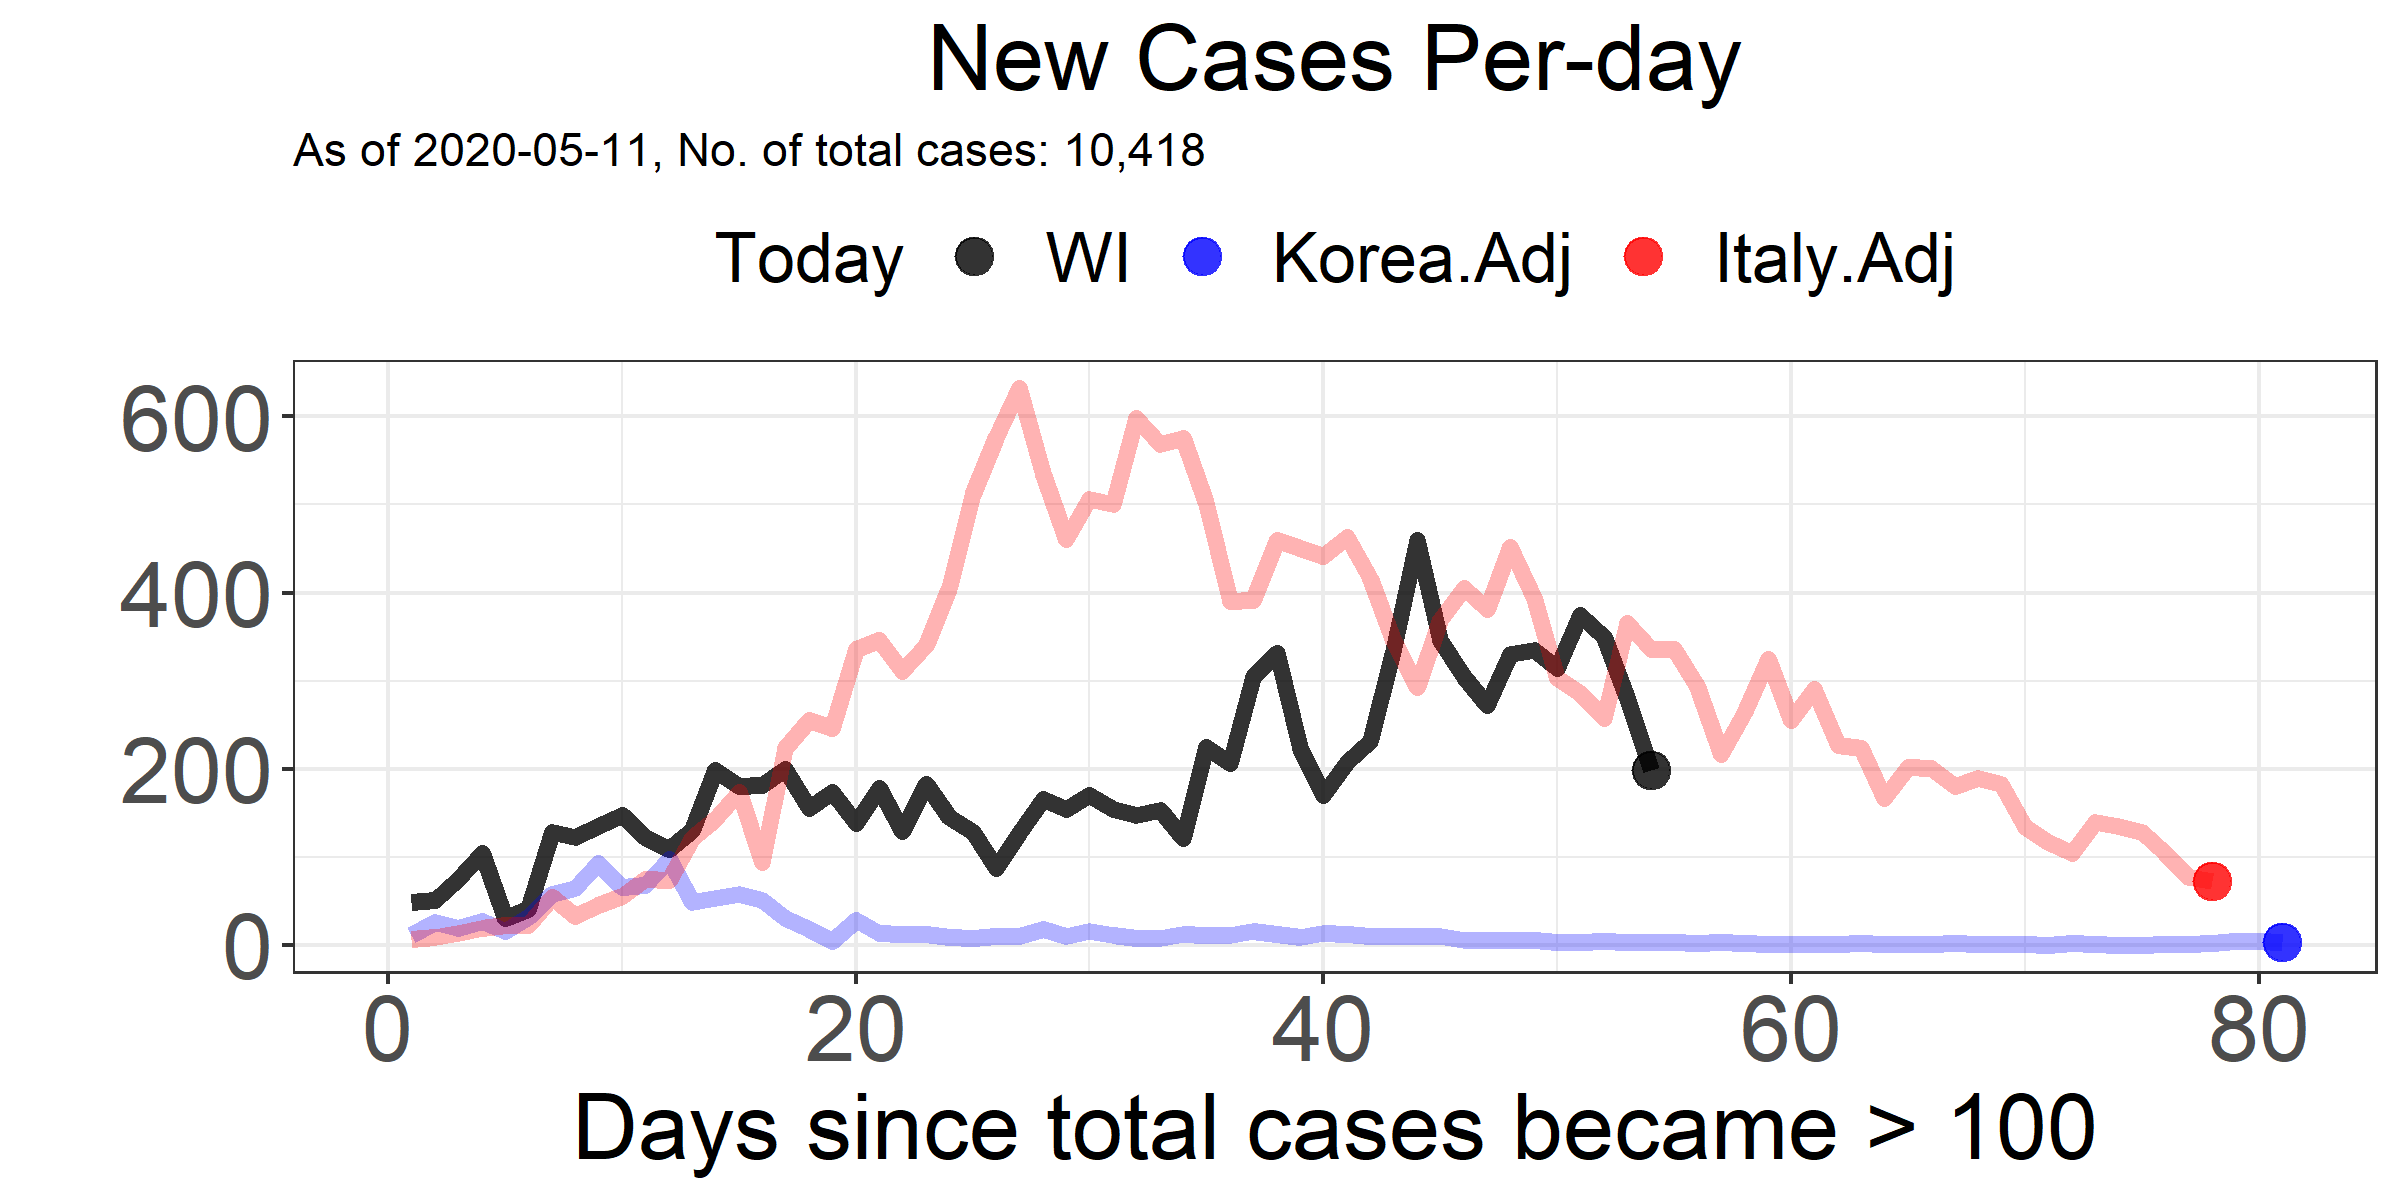 New Cases Per-day
As of 2020-05-11, No. of total cases: 10,418
Today WI Korea.Adj Italy.Adj
600
400
200
0
0 20 40 60 80
Days since total cases became > 100